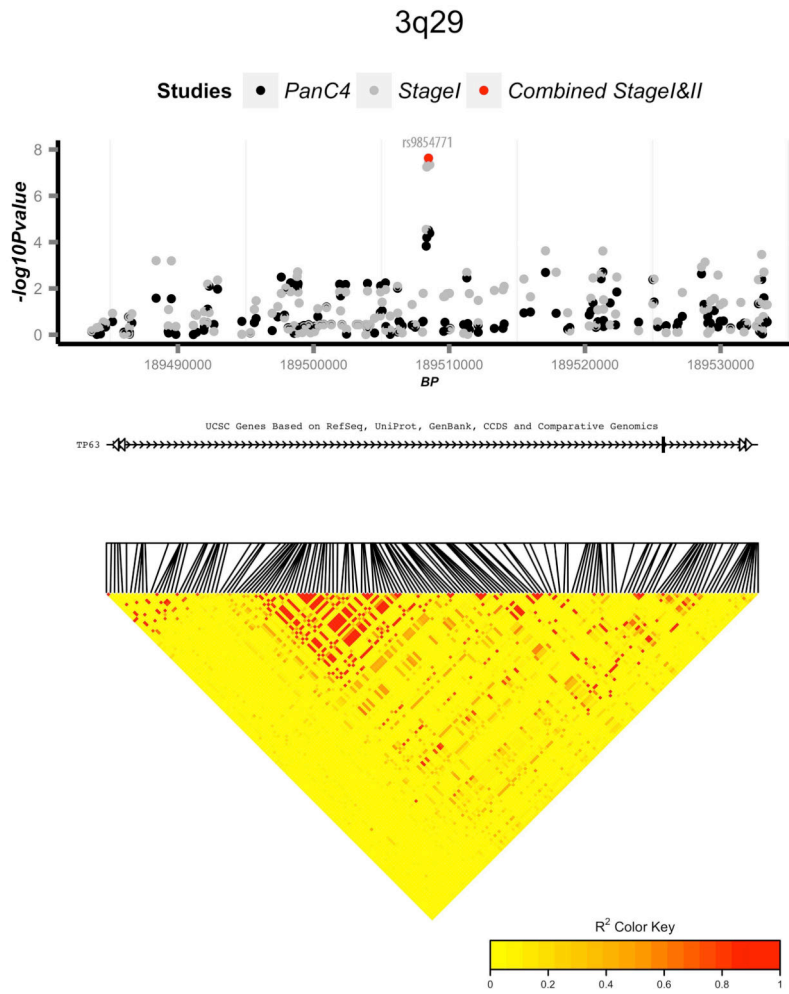 3q29
Studies PanC4 StageI Combined StageI&II
rs9854771
8
6
4
2
0
-log10Pvalue
189490000 189500000 189510000 189520000 189530000
BP
UCSC Genes Based on RefSeq, UniProt, GenBank, CCDS and Comparative Genomics
TP63
R² Color Key
0 0.2 0.4 0.6 0.8 1